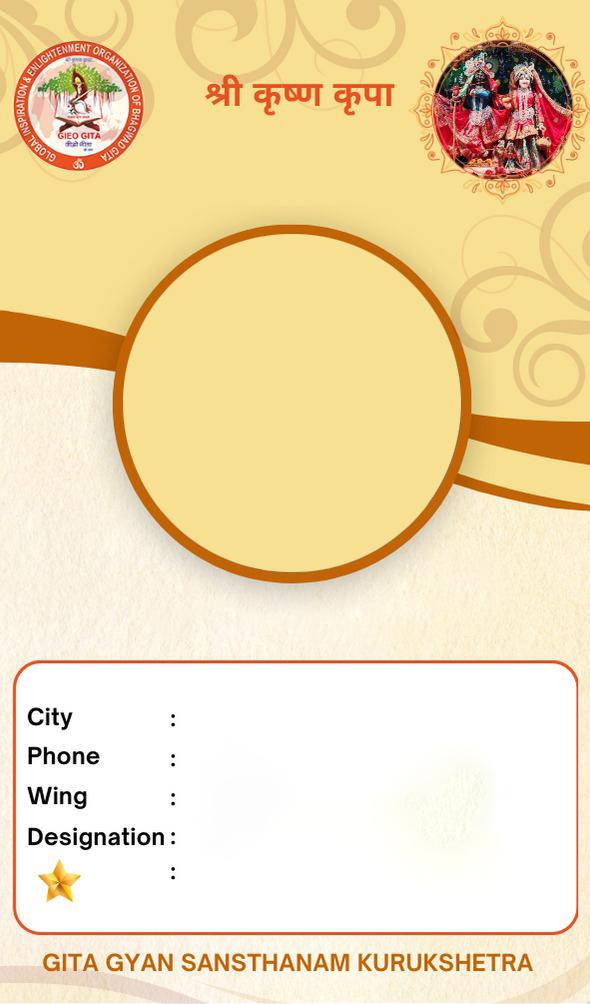 GLOBAL INSPIRATION & ENLIGHTENMENT ORGANIZATION OF BHAGWAD GITA
GIEO GITA
जीओ गीता
ॐ
श्री कृष्ण कृपा
City :
Phone :
Wing :
Designation :
:
GITA GYAN SANSTHANAM KURUKSHETRA